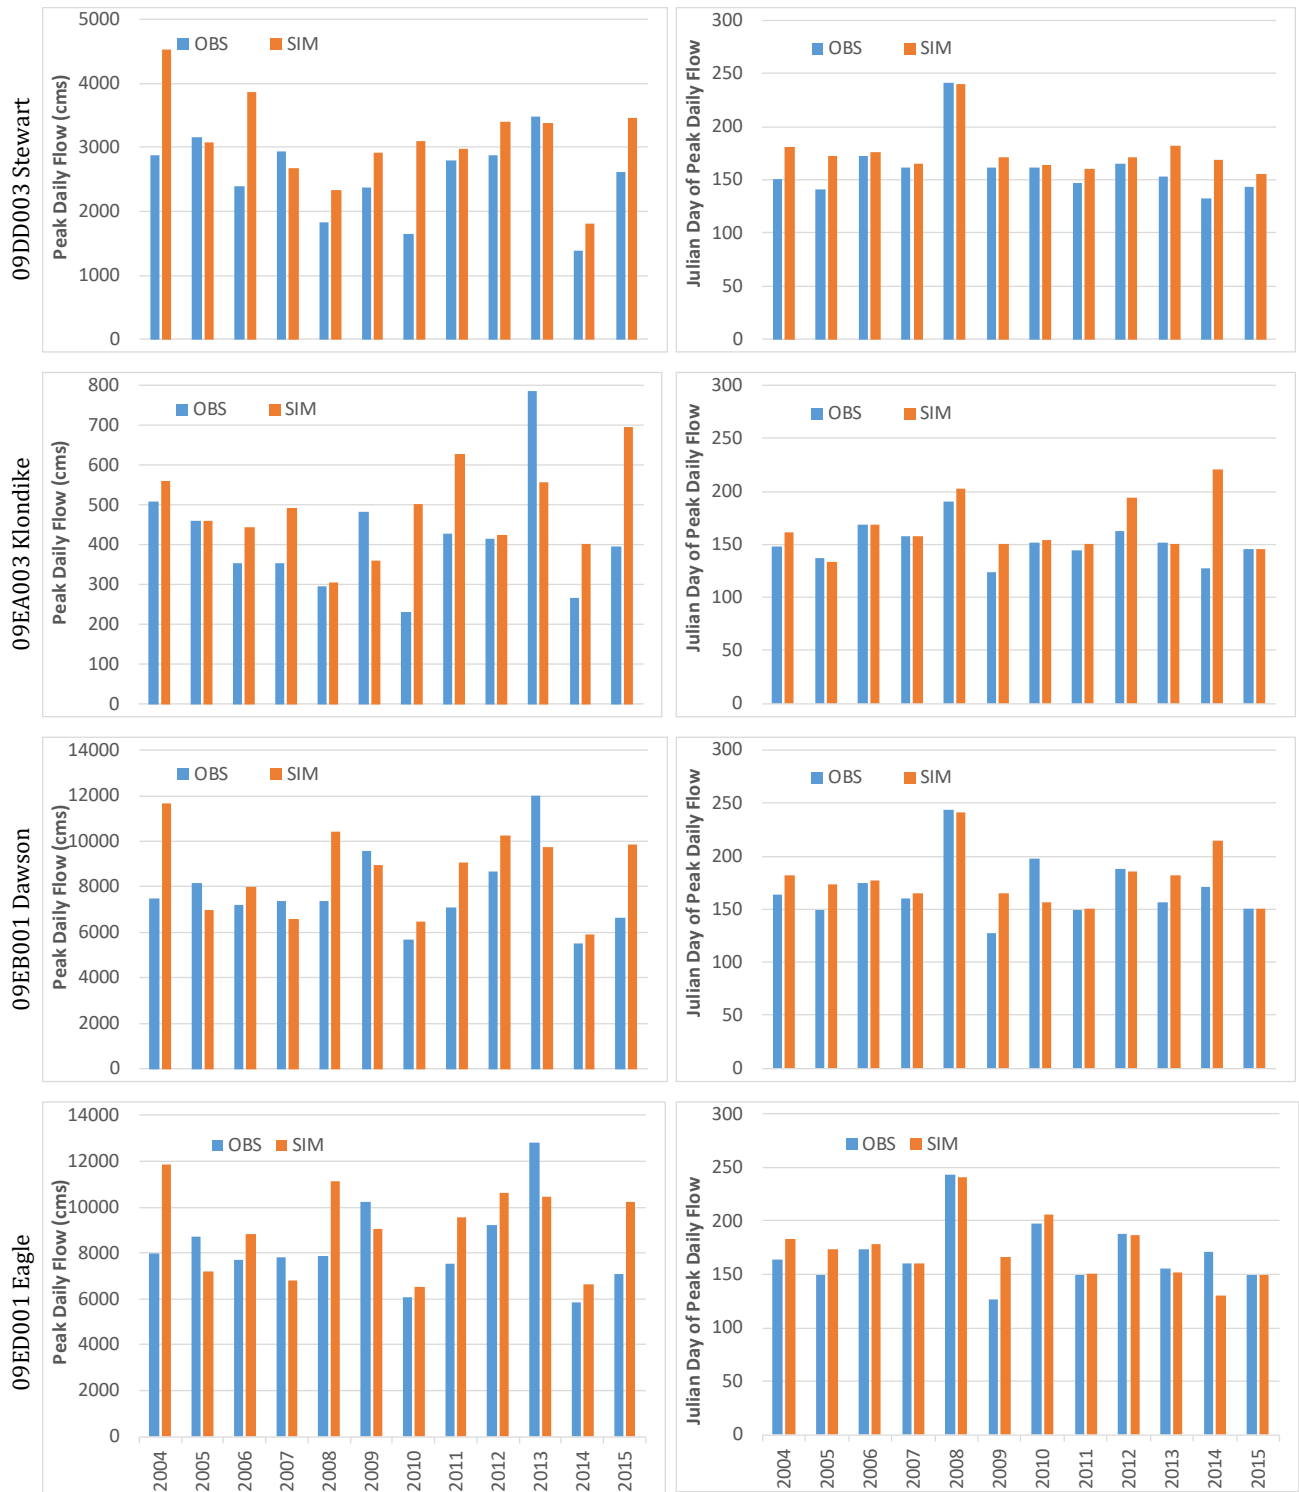 09DD003 Stewart
Peak Daily Flow (cms)
5000
4000
3000
2000
1000
0
OBS SIM
Julian Day of Peak Daily Flow
300
250
200
150
100
50
0
OBS SIM
09EA003 Klondike
Peak Daily Flow (cms)
800
700
600
500
400
300
200
100
0
OBS SIM
Julian Day of Peak Daily Flow
300
250
200
150
100
50
0
OBS SIM
09EB001 Dawson
Peak Daily Flow (cms)
14000
12000
10000
8000
6000
4000
2000
0
OBS SIM
Julian Day of Peak Daily Flow
300
250
200
150
100
50
0
OBS SIM
09ED001 Eagle
Peak Daily Flow (cms)
14000
12000
10000
8000
6000
4000
2000
0
OBS SIM
2004 2005 2006 2007 2008 2009 2010 2011 2012 2013 2014 2015
Julian Day of Peak Daily Flow
300
250
200
150
100
50
0
OBS SIM
2004 2005 2006 2007 2008 2009 2010 2011 2012 2013 2014 2015